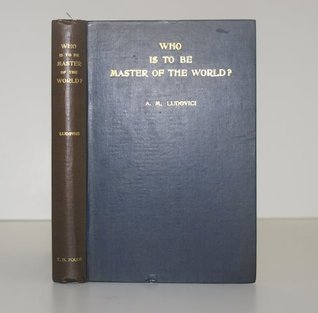 WHO
IS TO BE
MASTER
OF THE
WORLD?
LUDOVICI
WHO
IS TO BE
MASTER OF THE WORLD?
A. M. LUDOVICI